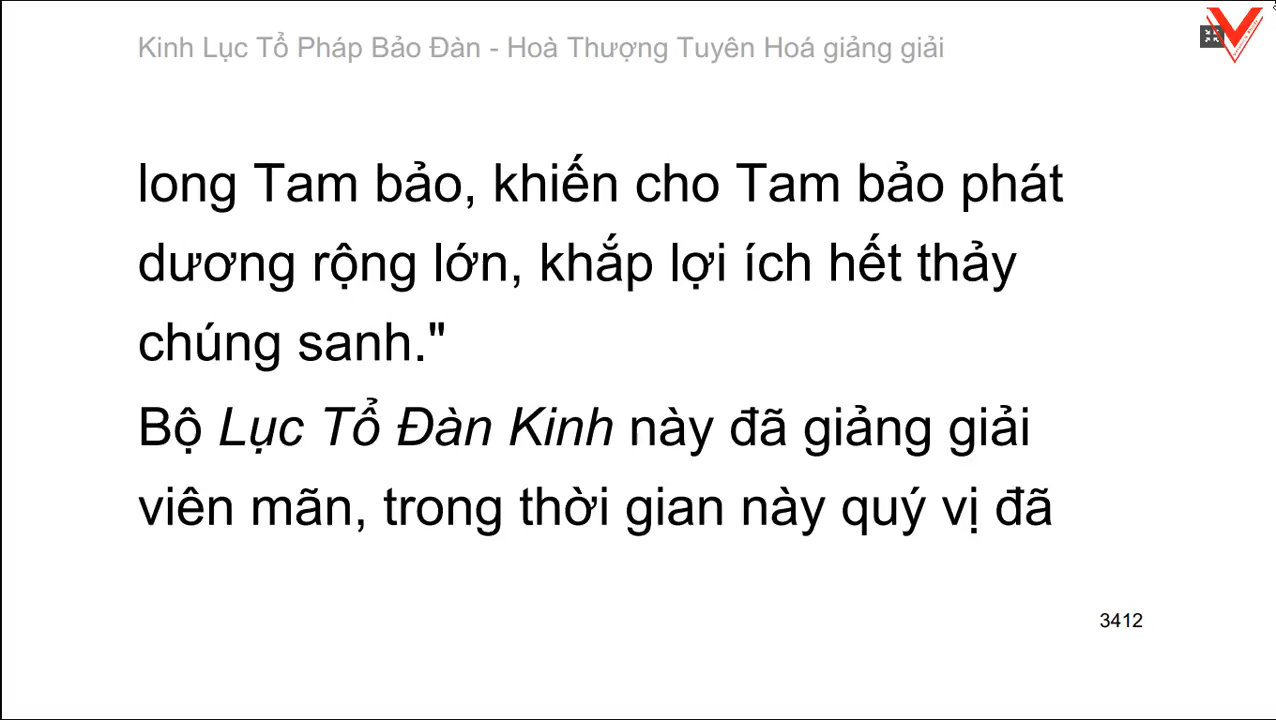 Kinh Lục Tổ Pháp Bảo Đàn - Hoà Thượng Tuyên Hoá giảng giải
long Tam bảo, khiến cho Tam bảo phát
dương rộng lớn, khắp lợi ích hết thảy
chúng sanh."
Bộ Lục Tổ Đàn Kinh này đã giảng giải
viên mãn, trong thời gian này quý vị đã
3412